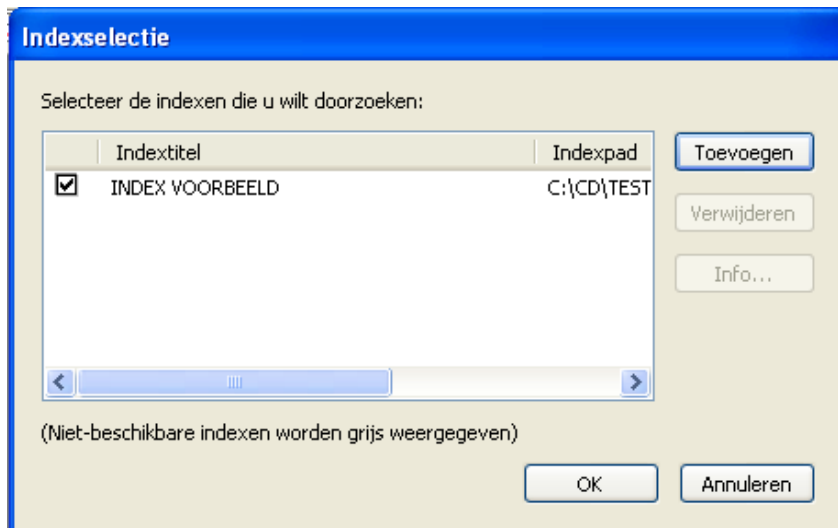 Indexselectie
Selecteer de indexen die u wilt doorzoeken:
Indextitel Indexpad
INDEX VOORBEELD C:\CD\TEST
Toevoegen
Verwijderen
Info...
(Niet-beschikbare indexen worden grijs weergegeven)
OK Annuleren